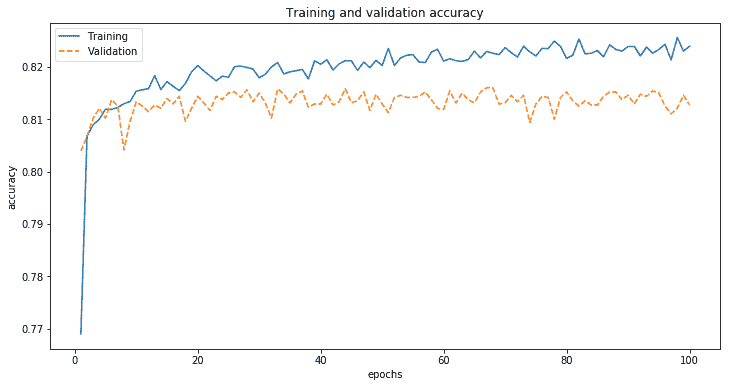 Training and validation accuracy
Training
Validation
0.82
0.81
0.80
0.79
0.78
0.77
accuracy
0 20 40 60 80 100
epochs